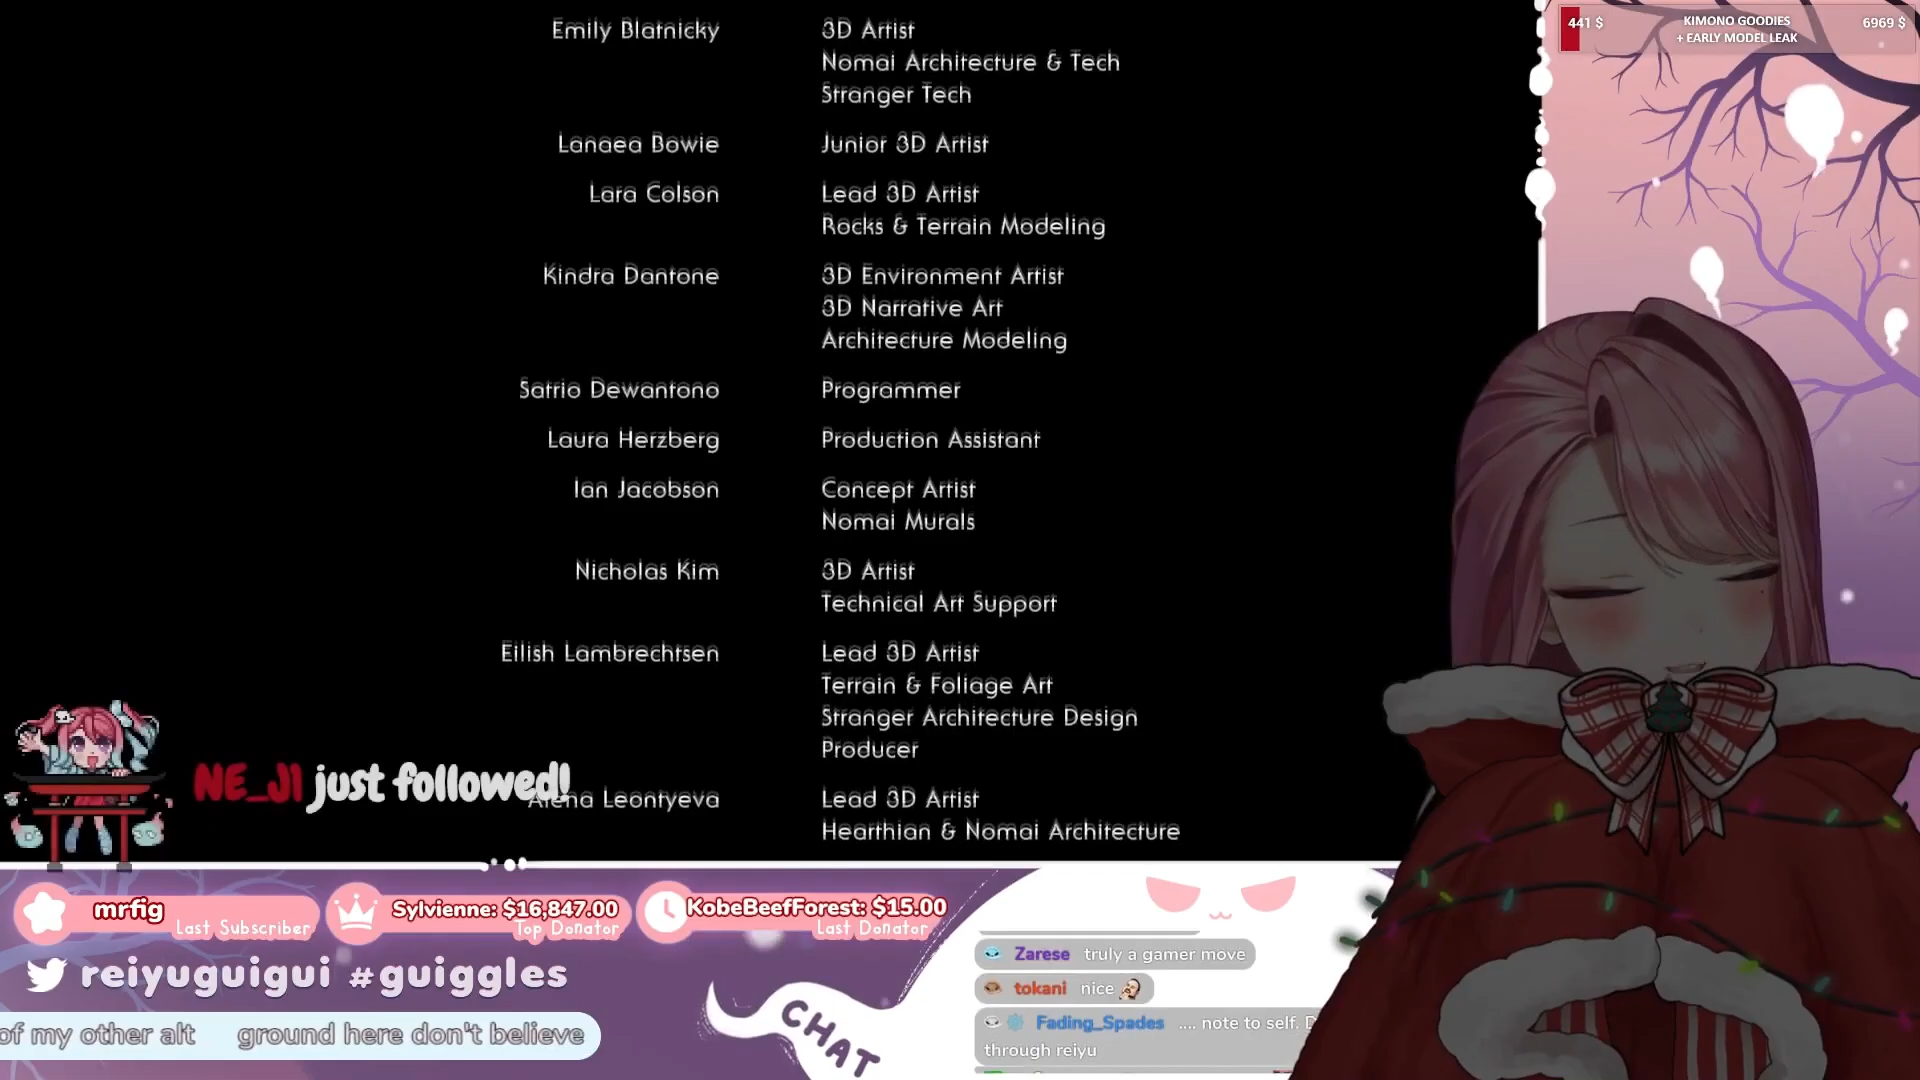 Emily Blatnicky 3D Artist
Nomai Architecture & Tech
Stranger Tech
Lanaea Bowie Junior 3D Artist
Lara Colson Lead 3D Artist
Rocks & Terrain Modeling
Kindra Dantone 3D Environment Artist
3D Narrative Art
Architecture Modeling
Satrio Dewantono Programmer
Laura Herzberg Production Assistant
Ian Jacobson Concept Artist
Nomai Murals
Nicholas Kim 3D Artist
Technical Art Support
Eilish Lambrechtsen Lead 3D Artist
Terrain & Foliage Art
Stranger Architecture Design
Producer
Alena Leontyeva Lead 3D Artist
Hearthian & Nomai Architecture
441 $ KIMONO GOODIES 6969 $
+ EARLY MODEL LEAK
NE_JI just followed!
mrfig
Last Subscriber
Sylvienne: $16,847.00
Top Donator
KobeBeefForest: $15.00
Last Donator
reiyuguigui #guiggles
of my other alt ground here don't believe
CHAT
Zarese truly a gamer move
tokani nice
Fading_Spades .... note to self.
through reiyu